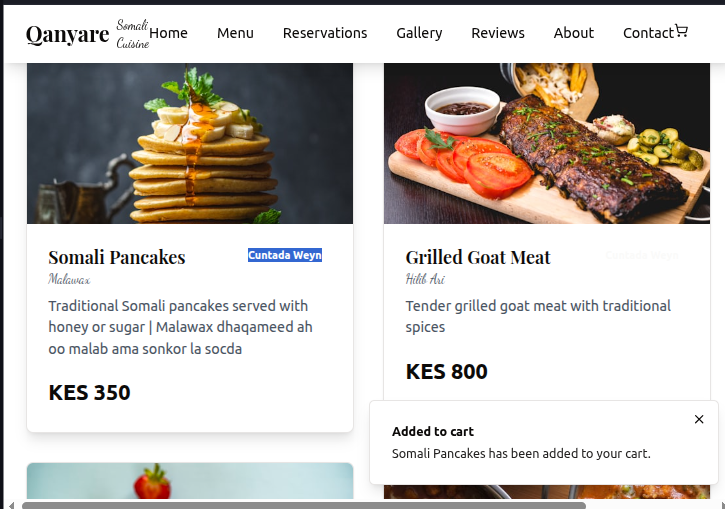 Qanyare
Somali
Cuisine
Home
Menu
Reservations
Gallery
Reviews
About
Contact
Somali Pancakes
Cuntada Weyn
Malawax
Traditional Somali pancakes served with
honey or sugar | Malawax dhaqameed ah
oo malab ama sonkor la socda
KES 350
Grilled Goat Meat
Cuntada Weyn
Hilib Ari
Tender grilled goat meat with traditional
spices
KES 800
Added to cart
Somali Pancakes has been added to your cart.